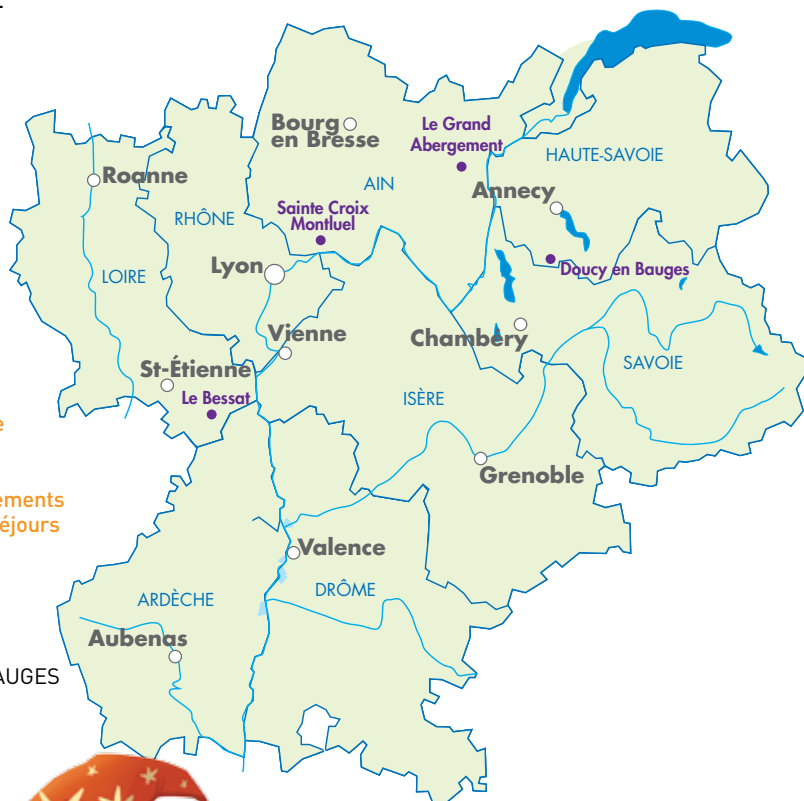 Bourg
en Bresse
Le Grand
Abergement
HAUTE-SAVOIE
Roanne
AIN
Annecy
RHÔNE
Sainte Croix
Montluel
Lyon
LOIRE
Doucy en Bauges
Vienne
Chambéry
St-Étienne
SAVOIE
Le Bessat
ISÈRE
e
Grenoble
ements
éjours
Valence
ARDÈCHE
DRÔME
Aubenas
AUGES